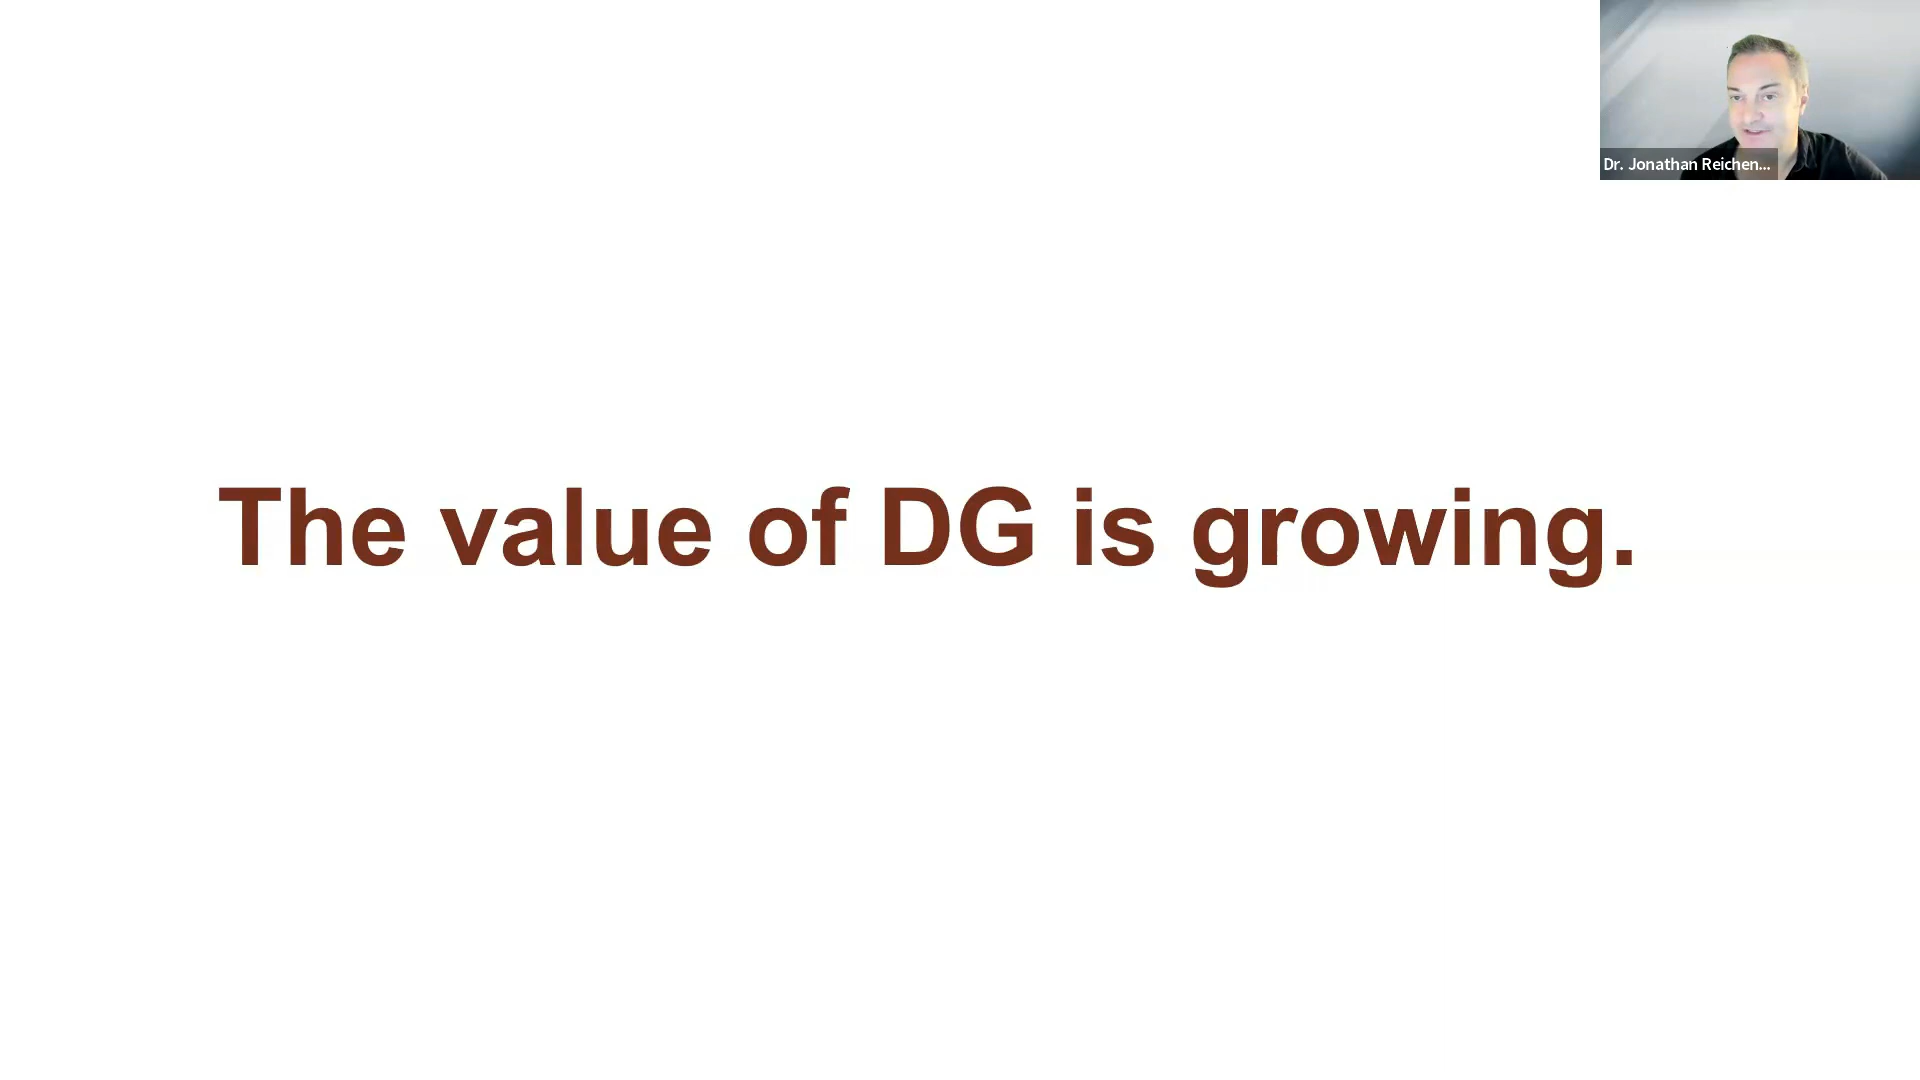 Dr. Jonathan Reichen...
The value of DG is growing.